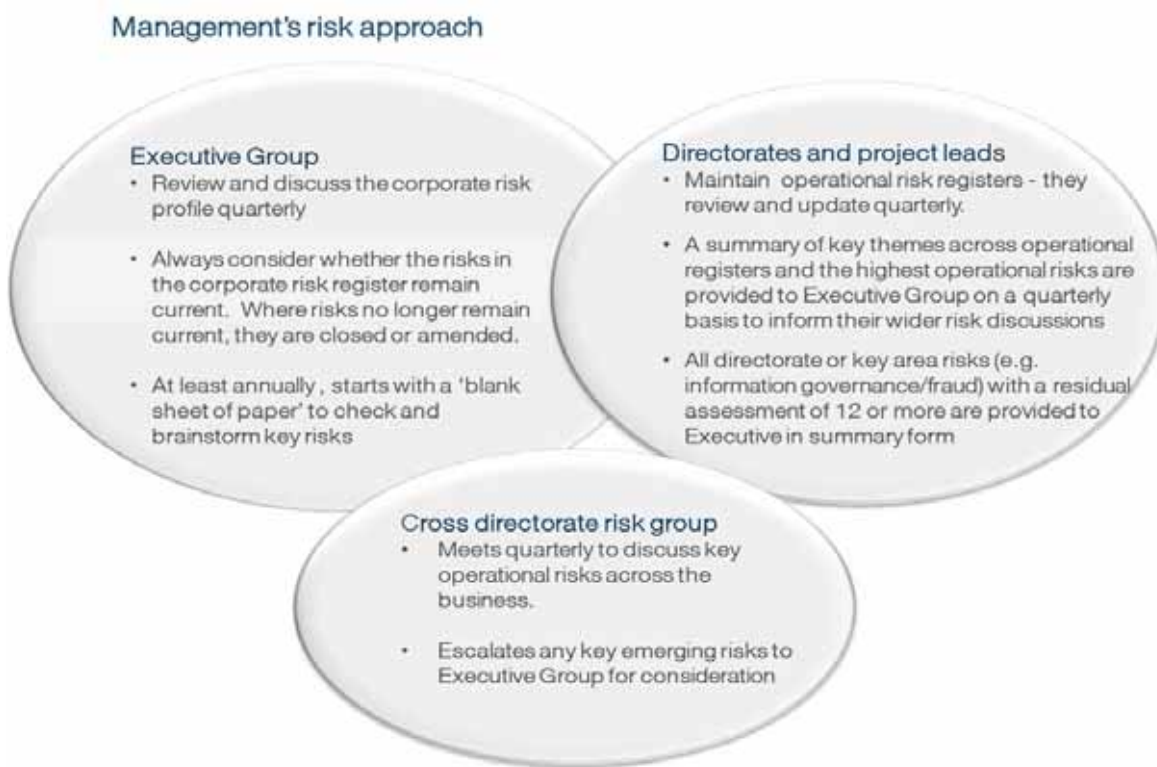 Management's risk approach
Executive Group
• Review and discuss the corporate risk
profile quarterly
• Always consider whether the risks in
the corporate risk register remain
current. Where risks no longer remain
current, they are closed or amended.
• At least annually, starts with a 'blank
sheet of paper' to check and
brainstorm key risks
Directorates and project leads
• Maintain operational risk registers - they
review and update quarterly.
• A summary of key themes across operational
registers and the highest operational risks are
provided to Executive Group on a quarterly
basis to inform their wider risk discussions
• All directorate or key area risks (e.g.
information governance/fraud) with a residual
assessment of 12 or more are provided to
Executive in summary form
Cross directorate risk group
• Meets quarterly to discuss key
operational risks across the
business.
• Escalates any key emerging risks to
Executive Group for consideration